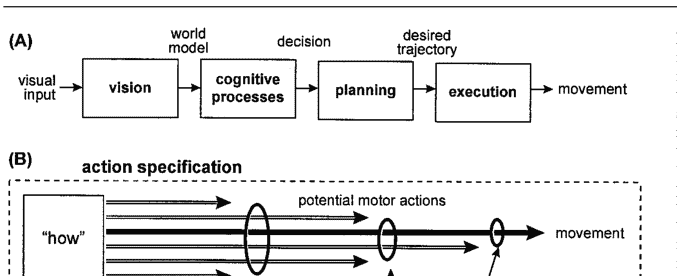 (A)
world
model
decision
desired
trajectory
visual
input
vision
cognitive
processes
planning
execution
movement
(B)
action specification
potential motor actions
"how"
movement